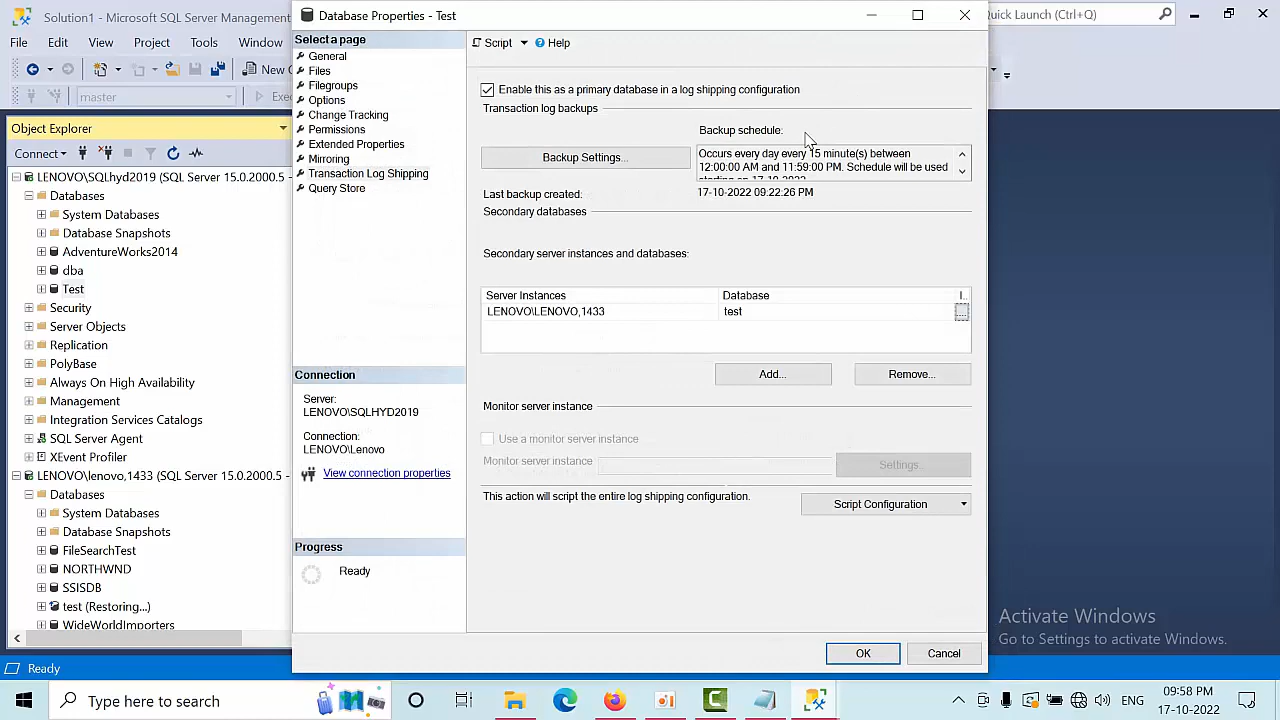 Solution1 - Microsoft SQL
Quick Launch (Ctrl+Q)
File Edit View Project Tools Window
New
master
Exe
Object Explorer
Connect
LENOVO\SQLhyd2019 (SQL Server 15.0.2000.5
Databases
System Databases
Database Snapshots
AdventureWorks2014
dba
Test
Security
Server Objects
Replication
PolyBase
Always On High Availability
Management
Integration Services Catalogs
SQL Server Agent
XEvent Profiler
LENOVO\lenovo,1433 (SQL Server 15.0.2000.5
Databases
System Databases
Database Snapshots
FileSearchTest
NORTHWND
SSISDB
test (Restoring...)
WideWorldImporters
Ready
Database Properties - Test
Select a page
General
Files
Filegroups
Options
Change Tracking
Permissions
Extended Properties
Mirroring
Transaction Log Shipping
Query Store
Connection
Server:
LENOVO\SQLHYD2019
Connection:
LENOVO\Lenovo
View connection properties
Progress
Ready
Script Help
Enable this as a primary database in a log shipping configuration
Transaction log backups
Backup schedule:
Backup Settings...
Occurs every day every 15 minute(s) between
12:00:00 AM and 11:59:00 PM. Schedule will be used
starting on 17-10-2022
Last backup created:
17-10-2022 09:22:26 PM
Secondary databases
Secondary server instances and databases:
Server Instances Database I..
LENOVO\LENOVO,1433 test ...
Add... Remove...
Monitor server instance
Use a monitor server instance
Monitor server instance
Settings...
This action will script the entire log shipping configuration.
Script Configuration
OK Cancel
Activate Windows
Go to Settings to activate Windows.
Type here to search
ENG
09:58 PM
17-10-2022